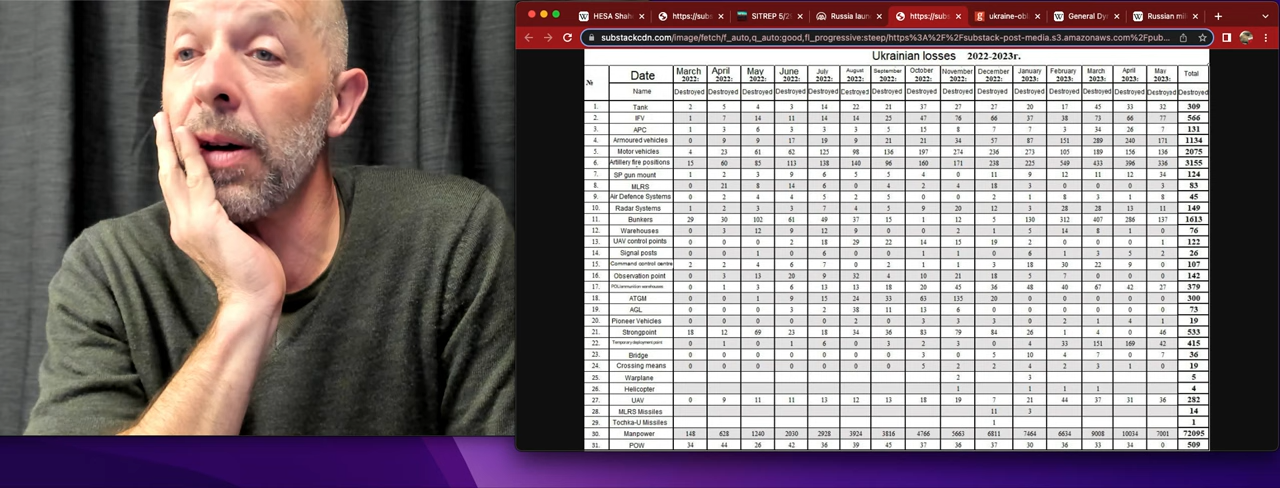 HESA Shah
https://subs
SITREP 5/2
Russia laun
https://subs
ukraine-obl
General Dy
Russian mil
substackcdn.com/image/fetch/f_auto,q_auto:good,fl_progressive:steep/https%3A%2F%2Fsubstack-post-media.s3.amazonaws.com%2Fpub...
Ukrainian losses 2022-2023г.
№ Date March 2022: April 2022: May 2022: June 2022: July 2022: August 2022: September 2022: October 2022: November 2022: December 2022: January 2023: February 2023: March 2023: April 2023: May 2023: Total
Name Destroyed Destroyed Destroyed Destroyed Destroyed Destroyed Destroyed Destroyed Destroyed Destroyed Destroyed Destroyed Destroyed Destroyed Destroyed Destroyed
1. Tank 2 5 4 3 14 22 21 37 27 27 20 17 45 33 32 309
2. IFV 1 7 14 11 14 14 25 47 76 66 37 38 73 66 77 566
3. APC 1 3 6 3 3 3 5 15 8 7 7 3 34 26 7 131
4. Armoured vehicles 0 9 9 17 19 9 21 21 34 57 87 151 289 240 171 1134
5. Motor vehicles 4 23 61 62 125 98 136 197 274 236 273 105 189 156 136 2075
6. Artillery fire positions 15 60 85 113 138 140 96 160 171 238 225 549 433 396 336 3155
7. SP gun mount 1 2 3 9 6 5 5 4 0 11 9 12 11 12 34 124
8. MLRS 0 21 8 14 6 0 4 2 4 18 3 0 0 0 3 83
9. Air Defence Systems 0 2 4 4 5 2 5 0 0 2 1 8 3 1 8 45
10. Radar Systems 1 2 3 3 7 4 5 9 20 12 3 28 28 13 11 149
11. Bunkers 29 30 102 61 49 37 15 1 12 5 130 312 407 286 137 1613
12. Warehouses 0 3 12 9 12 9 0 0 2 1 5 14 8 1 0 76
13. UAV control points 0 0 0 2 18 29 22 14 15 19 2 0 0 0 1 122
14. Signal posts 0 0 1 0 6 0 0 1 1 0 6 1 3 5 2 26
15. Command control centre 2 2 4 6 7 0 2 1 1 3 18 30 22 9 0 107
16. Observation point 0 3 13 20 9 32 4 10 21 18 5 7 0 0 0 142
17. 0 1 3 6 13 13 18 20 45 36 48 40 67 42 27 379
18. ATGM 0 0 1 9 15 24 33 63 135 20 0 0 0 0 0 300
19. AGL 0 0 0 3 2 38 11 13 6 0 0 0 0 0 0 73
20. Pioneer Vehicles 0 0 0 0 0 2 0 3 3 3 0 2 1 4 1 19
21. Strongpoint 18 12 69 23 18 34 36 83 79 84 26 1 4 0 46 533
22. Temporary deployment point 0 1 0 1 6 0 3 2 3 0 4 33 151 169 42 415
23. Bridge 0 0 0 0 0 0 0 3 0 5 10 4 7 0 7 36
24. Crossing means 0 0 0 0 0 0 0 5 2 2 4 2 3 1 0 19
25. Warplane 2 3 5
26. Helicopter 1 1 1 1 4
27. UAV 0 9 11 11 13 12 13 18 19 7 21 44 37 31 36 282
28. MLRS Missiles 11 3 14
29. Tochka-U Missiles 1 1
30. Manpower 148 628 1240 2030 2928 3924 3816 4766 5663 6811 7464 6634 9008 10034 7001 72095
31. POW 34 44 26 42 36 39 45 37 36 37 30 36 33 34 0 509